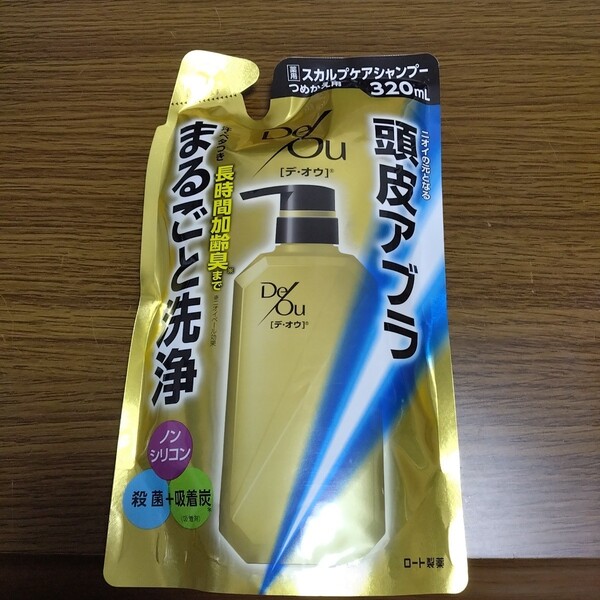 薬用 スカルプケアシャンプー
つめかえ用 320mL
De/Ou
[デ・オウ]®
ニオイの元となる
頭皮アブラ
長時間加齢臭まで
まるごと洗浄
De/Ou
[デ・オウ]®
ノン
シリコン
殺菌+吸着炭
ロート製薬